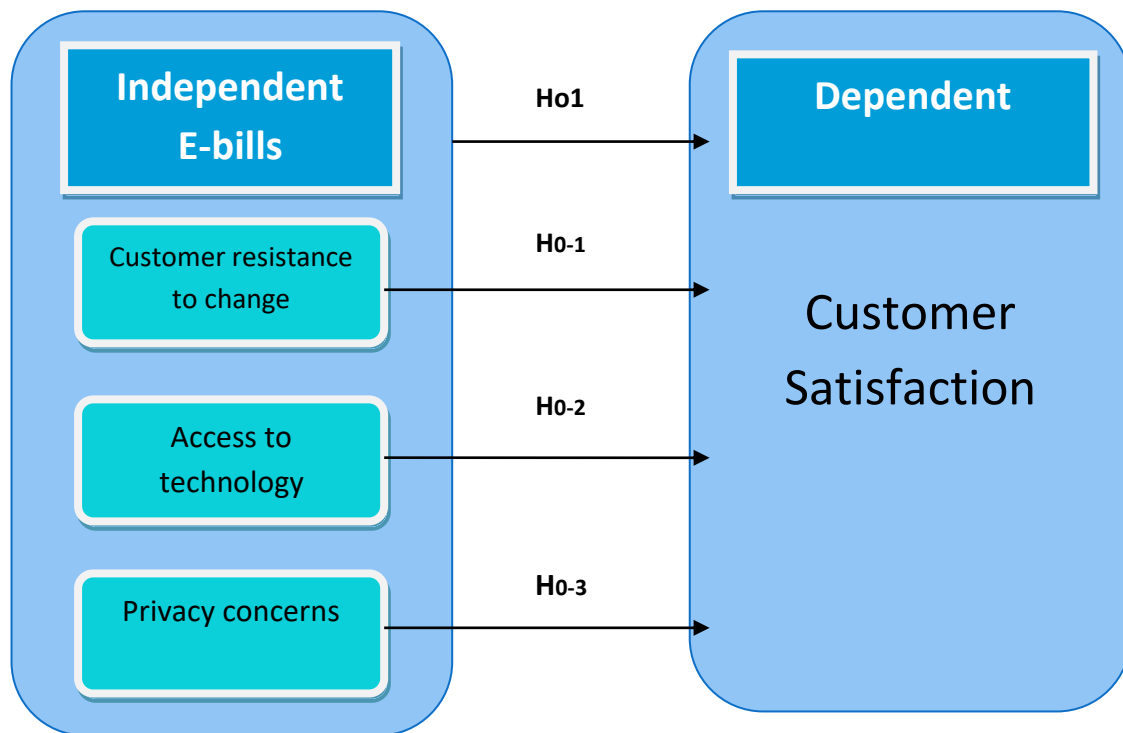 Independent
E-bills
Ho1
Dependent
Customer resistance
to change
H0-1
Customer
Satisfaction
Access to
technology
H0-2
Privacy concerns
H0-3